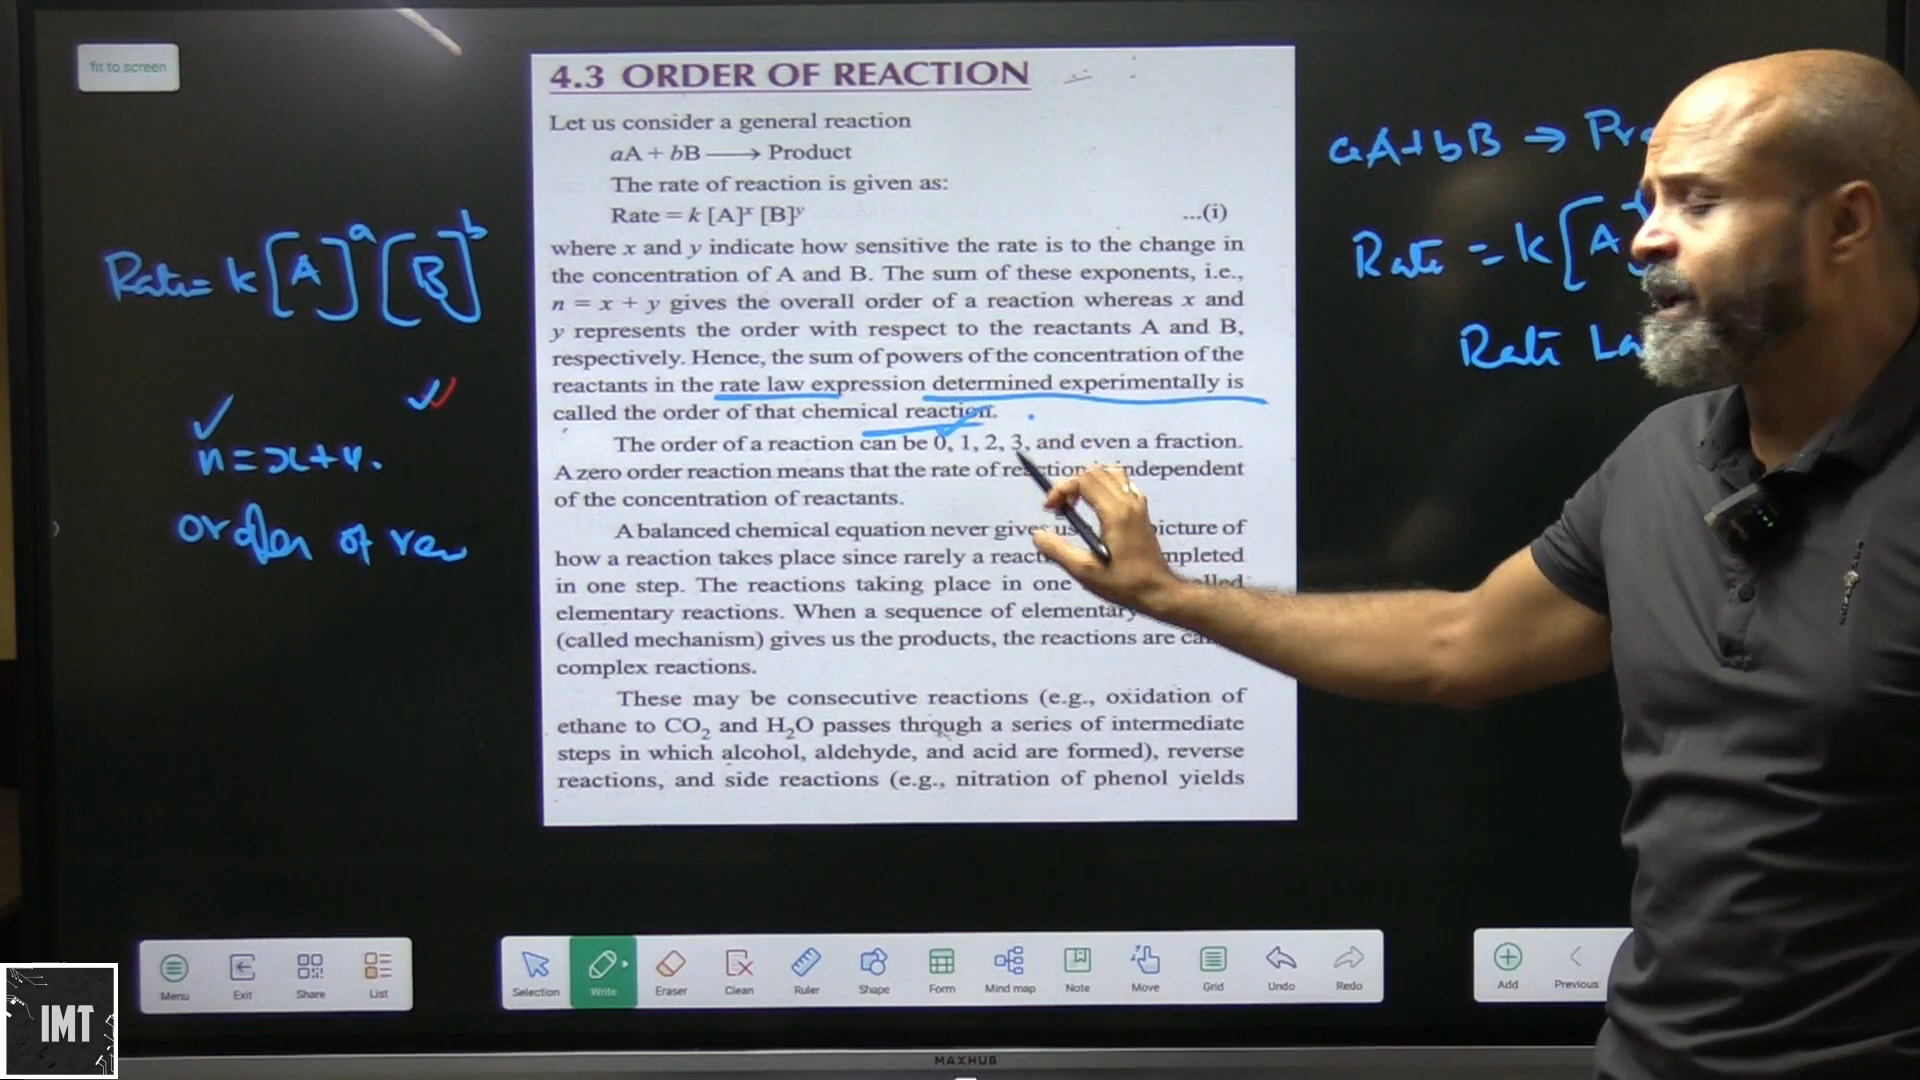 fit to screen
4.3 ORDER OF REACTION
Let us consider a general reaction
aA + bB ⟶ Product
The rate of reaction is given as:
Rate = k [A]ˣ [B]ʸ ...(i)
where x and y indicate how sensitive the rate is to the change in
the concentration of A and B. The sum of these exponents, i.e.,
n = x + y gives the overall order of a reaction whereas x and
y represents the order with respect to the reactants A and B,
respectively. Hence, the sum of powers of the concentration of the
reactants in the rate law expression determined experimentally is
called the order of that chemical reaction.
The order of a reaction can be 0, 1, 2, 3, and even a fraction.
A zero order reaction means that the rate of reaction independent
of the concentration of reactants.
A balanced chemical equation never gives us picture of
how a reaction takes place since rarely a
in one step. The reactions taking place in one
elementary reactions. When a sequence of elementary
(called mechanism) gives us the products, the reactions are
complex reactions.
These may be consecutive reactions (e.g., oxidation of
ethane to CO₂ and H₂O passes through a series of intermediate
steps in which alcohol, aldehyde, and acid are formed), reverse
reactions, and side reactions (e.g., nitration of phenol yields
Rate = k [A]ᵃ [B]ᵇ
n = x + y.
order of
aA + bB →
Rate = k [A
Rate
Menu Exit Share List
Selection Write Eraser Clean Ruler Shape Form Mind map Note Move Grid Undo Redo
Add Previous
MAXHUB
IMT